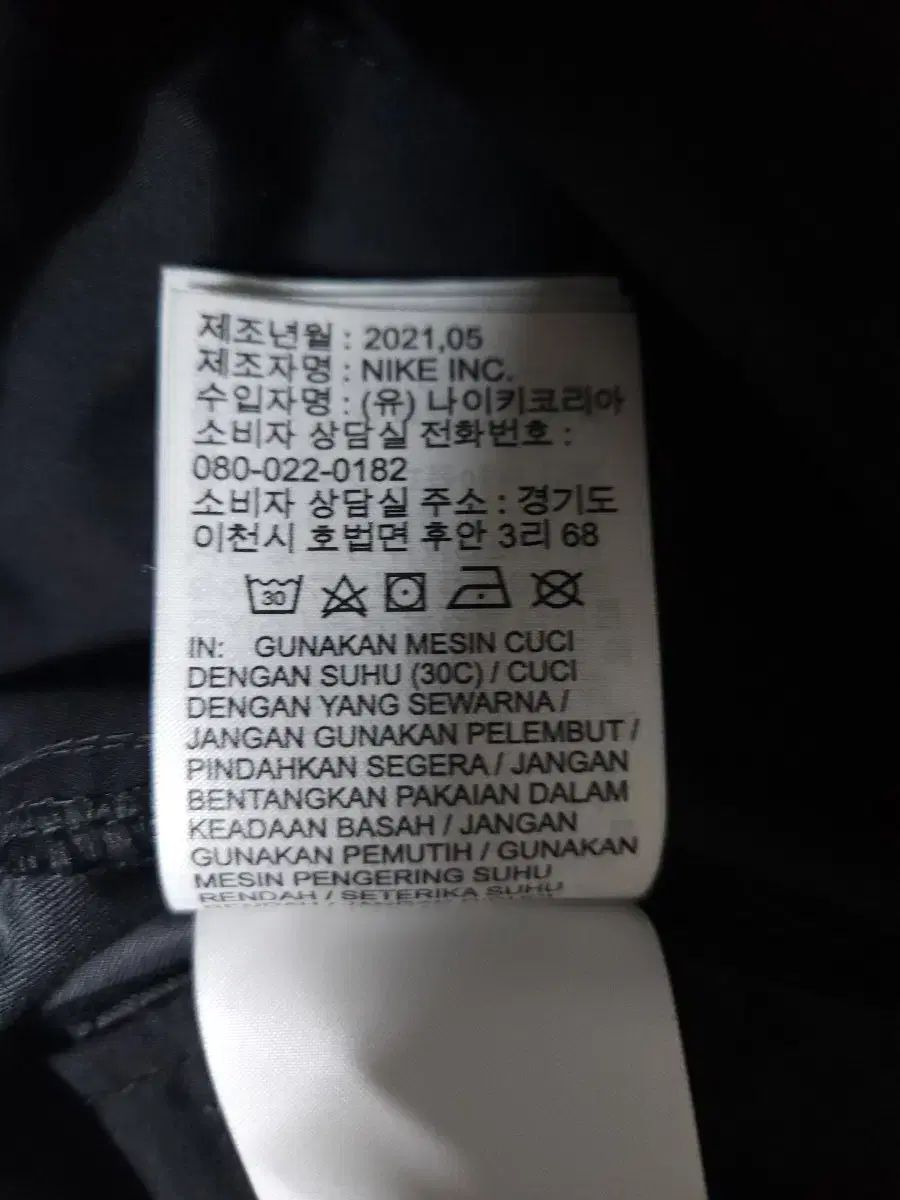 제조년월 : 2021,05
제조자명 : NIKE INC.
수입자명 : (유) 나이키코리아
소비자 상담실 전화번호 :
080-022-0182
소비자 상담실 주소 : 경기도
이천시 호법면 후안 3리 68
30
IN: GUNAKAN MESIN CUCI
DENGAN SUHU (30C) / CUCI
DENGAN YANG SEWARNA /
JANGAN GUNAKAN PELEMBUT /
PINDAHKAN SEGERA / JANGAN
BENTANGKAN PAKAIAN DALAM
KEADAAN BASAH / JANGAN
GUNAKAN PEMUTIH / GUNAKAN
MESIN PENGERING SUHU
RENDAH / SETERIKA SUHU